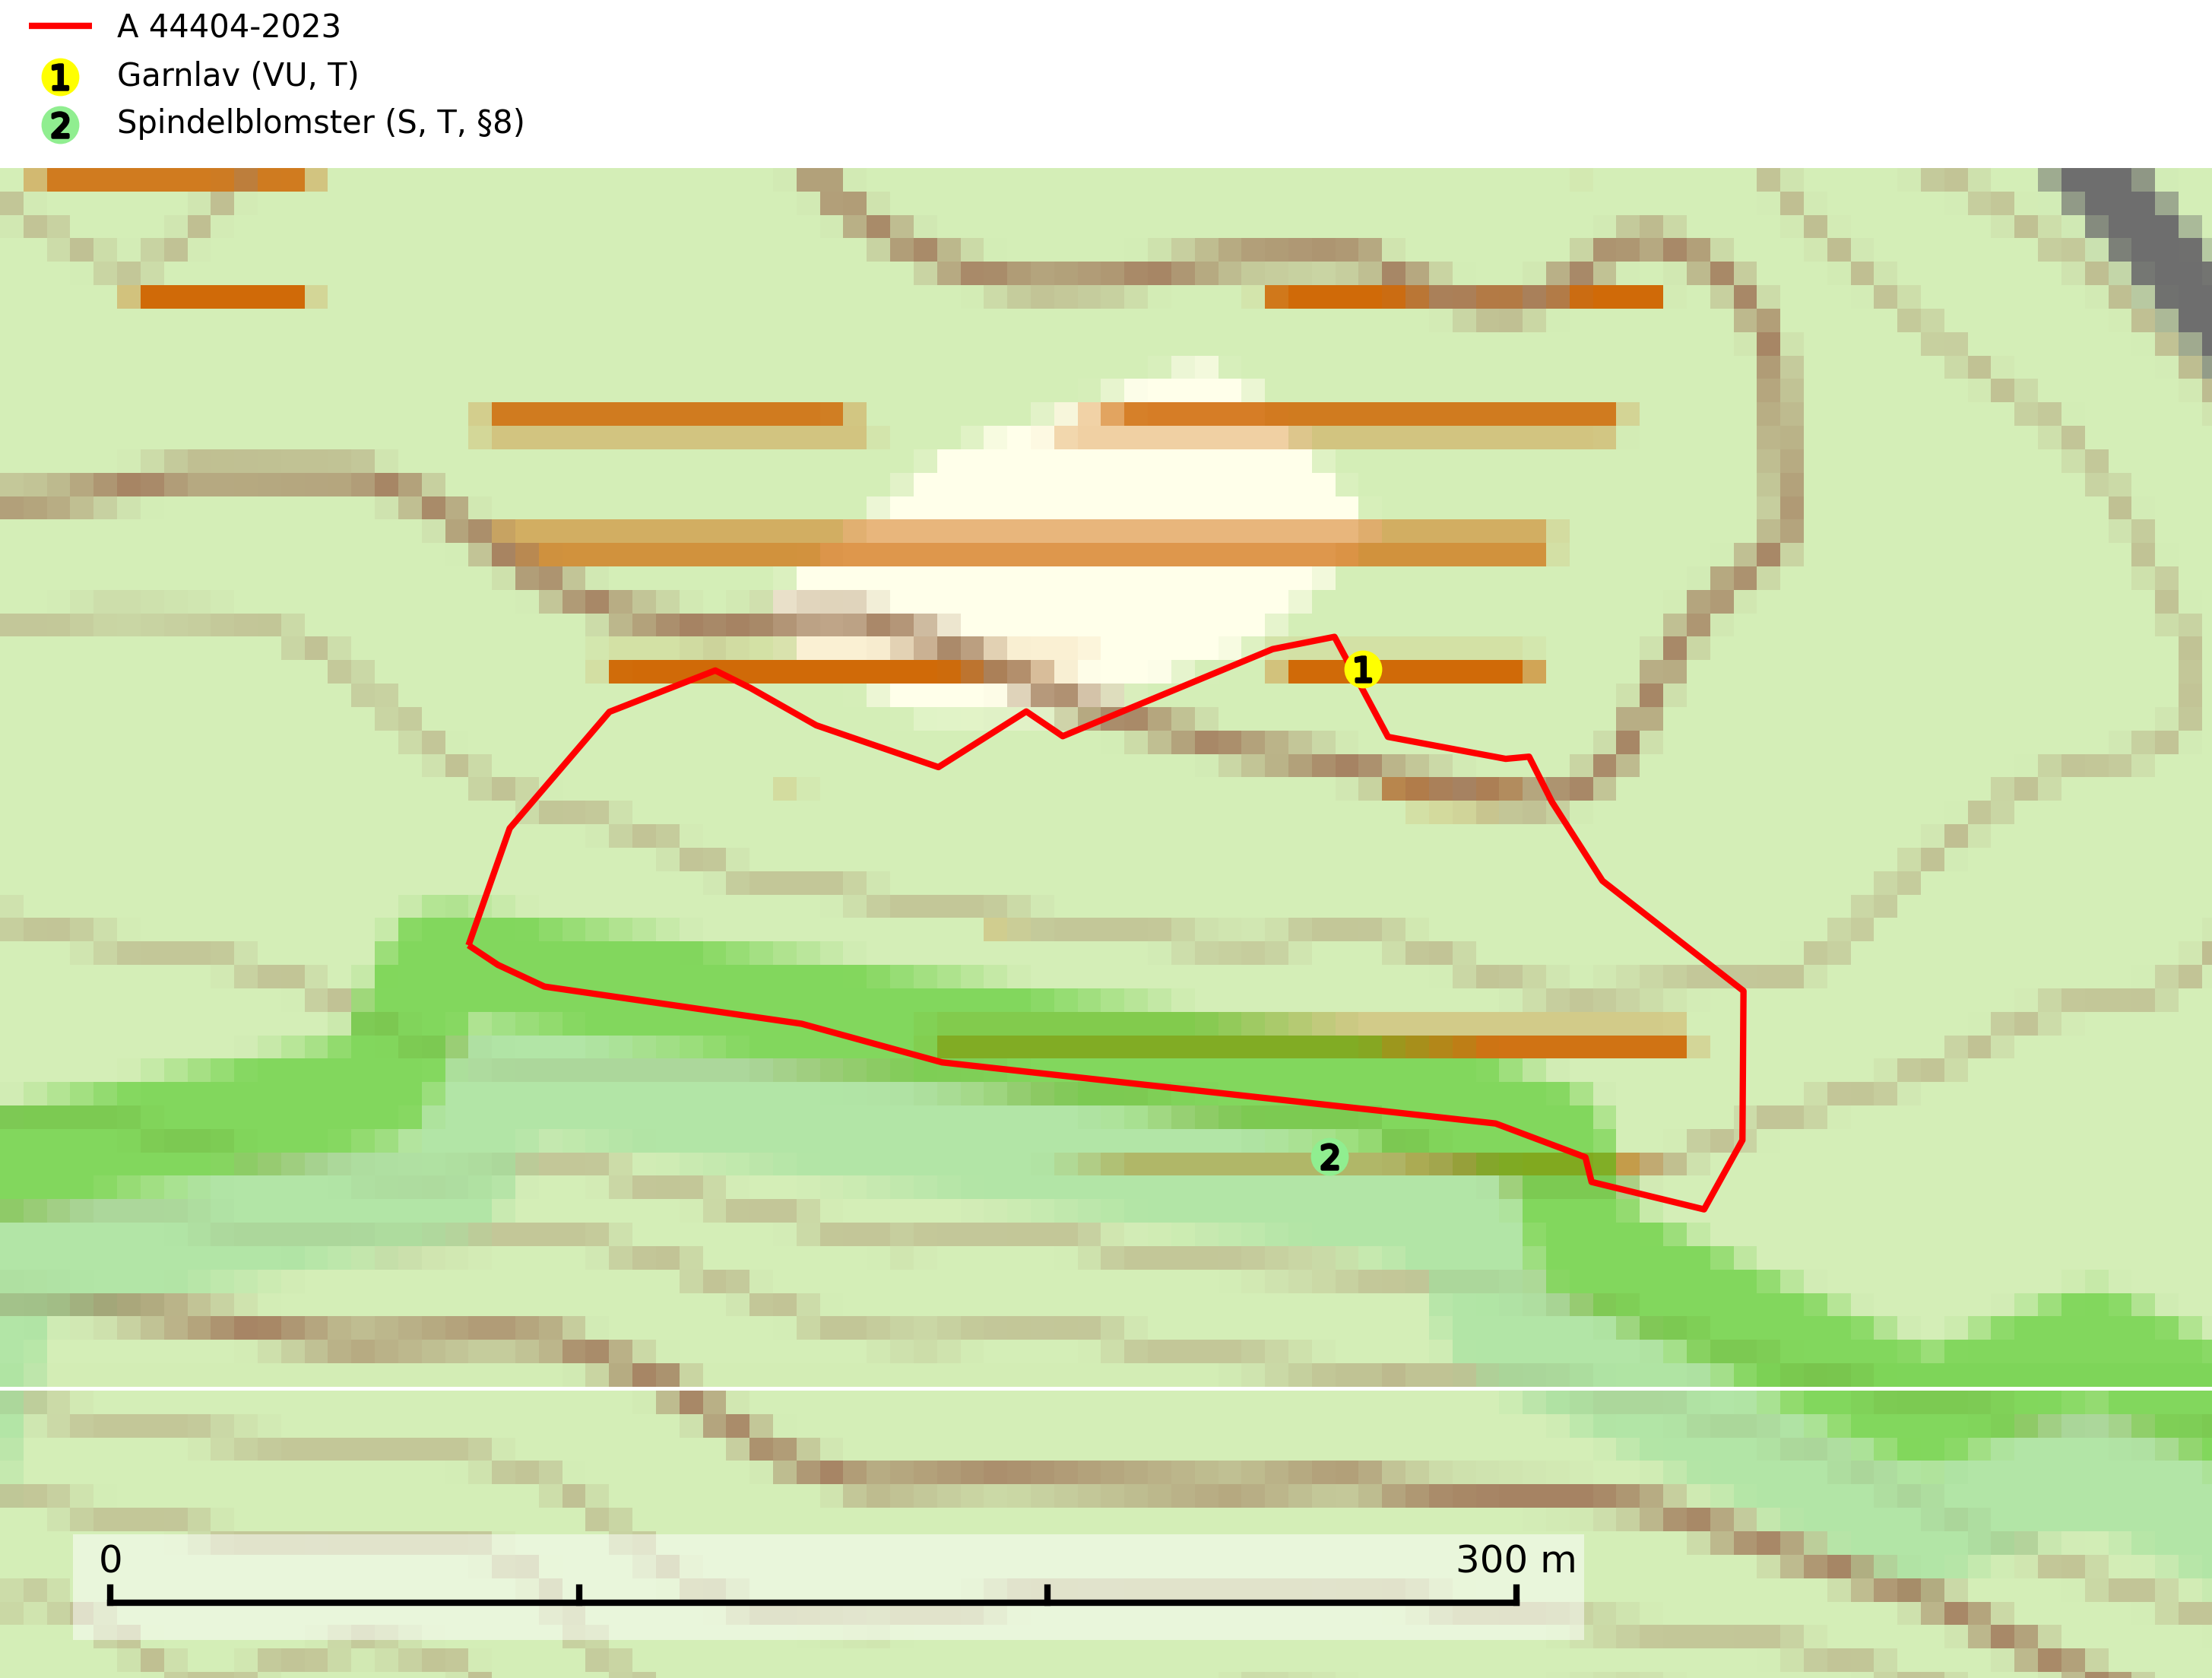 A 44404-2023
1 Garnlav (VU, T)
2 Spindelblomster (S, T, §8)
1
2
0 300 m